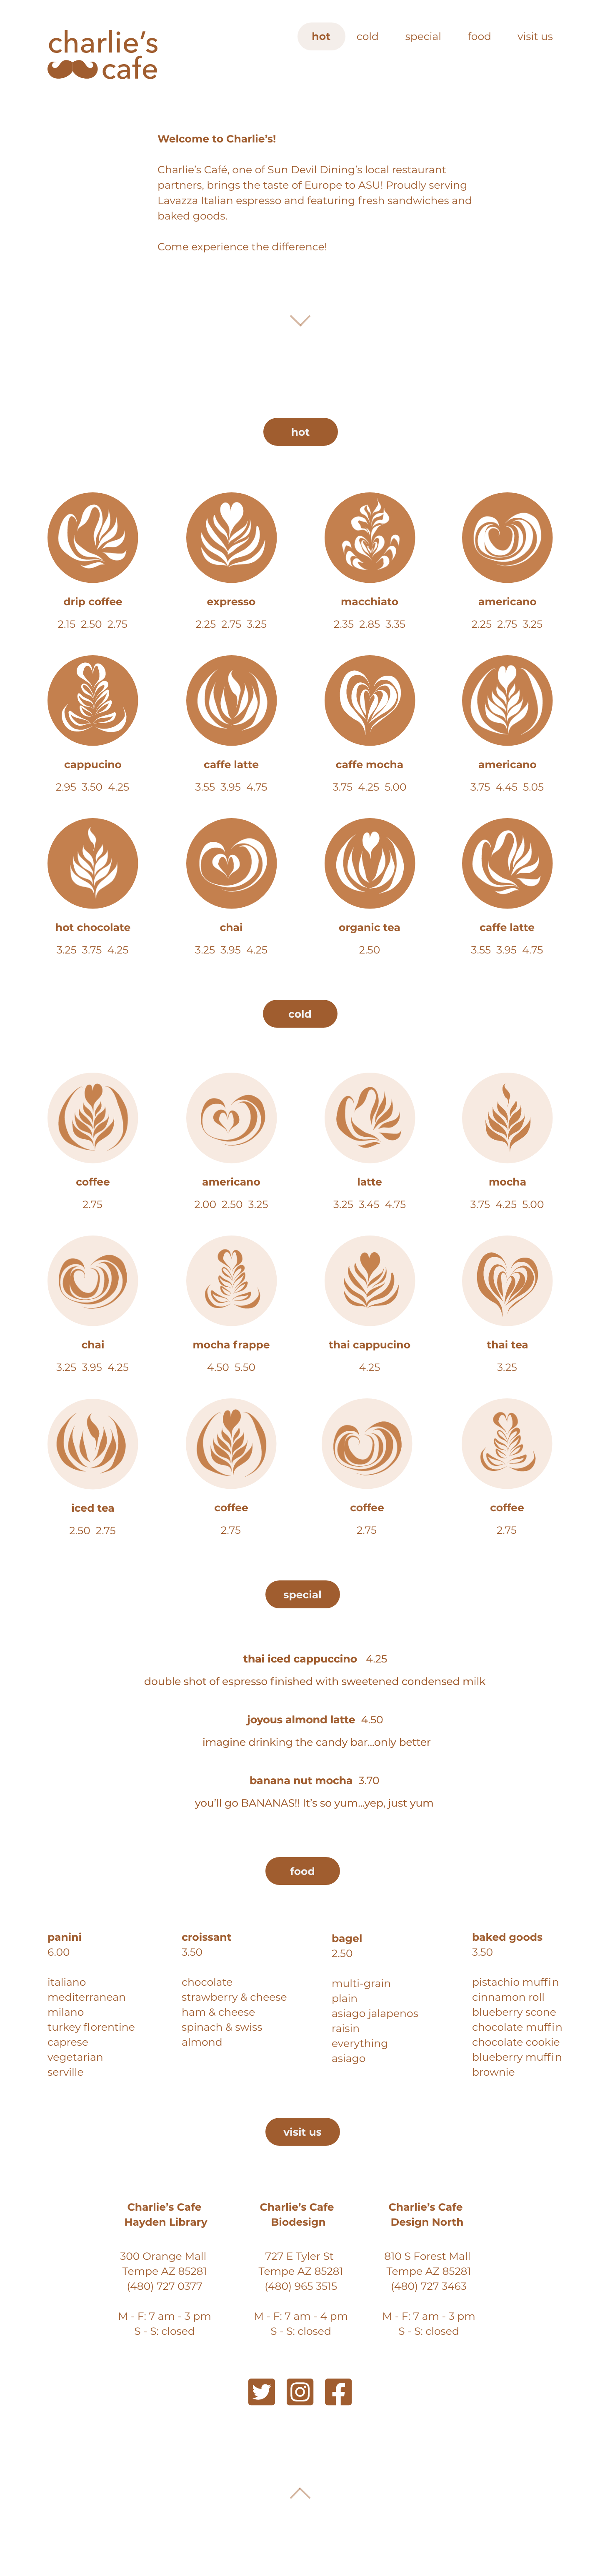 charlie's
cafe
hot cold special food visit us
Welcome to Charlie's!
Charlie's Café, one of Sun Devil Dining's local restaurant
partners, brings the taste of Europe to ASU! Proudly serving
Lavazza Italian espresso and featuring fresh sandwiches and
baked goods.
Come experience the difference!
hot
drip coffee expresso macchiato americano
2.15 2.50 2.75 2.25 2.75 3.25 2.35 2.85 3.35 2.25 2.75 3.25
cappucino caffe latte caffe mocha americano
2.95 3.50 4.25 3.55 3.95 4.75 3.75 4.25 5.00 3.75 4.45 5.05
hot chocolate chai organic tea caffe latte
3.25 3.75 4.25 3.25 3.95 4.25 2.50 3.55 3.95 4.75
cold
coffee americano latte mocha
2.75 2.00 2.50 3.25 3.25 3.45 4.75 3.75 4.25 5.00
chai mocha frappe thai cappucino thai tea
3.25 3.95 4.25 4.50 5.50 4.25 3.25
iced tea coffee coffee coffee
2.50 2.75 2.75 2.75 2.75
special
thai iced cappuccino 4.25
double shot of espresso finished with sweetened condensed milk
joyous almond latte 4.50
imagine drinking the candy bar...only better
banana nut mocha 3.70
you'll go BANANAS!! It's so yum...yep, just yum
food
panini
6.00
italiano
mediterranean
milano
turkey florentine
caprese
vegetarian
serville
croissant
3.50
chocolate
strawberry & cheese
ham & cheese
spinach & swiss
almond
bagel
2.50
multi-grain
plain
asiago jalapenos
raisin
everything
asiago
baked goods
3.50
pistachio muffin
cinnamon roll
blueberry scone
chocolate muffin
chocolate cookie
blueberry muffin
brownie
visit us
Charlie's Cafe
Hayden Library
300 Orange Mall
Tempe AZ 85281
(480) 727 0377
M - F: 7 am - 3 pm
S - S: closed
Charlie's Cafe
Biodesign
727 E Tyler St
Tempe AZ 85281
(480) 965 3515
M - F: 7 am - 4 pm
S - S: closed
Charlie's Cafe
Design North
810 S Forest Mall
Tempe AZ 85281
(480) 727 3463
M - F: 7 am - 3 pm
S - S: closed